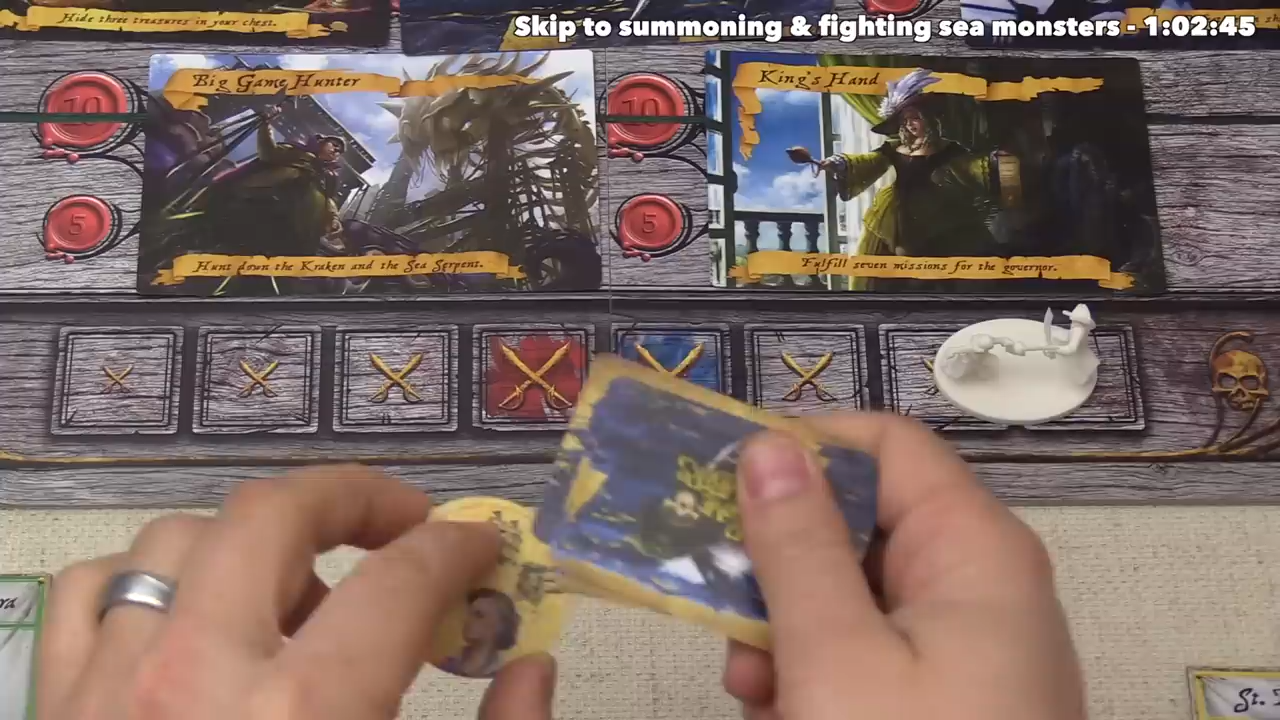 Hide three treasures in your chest.
Skip to summoning & fighting sea monsters - 1:02:45
Big Game Hunter
King's Hand
10
10
5
5
Hunt down the Kraken and the Sea Serpent.
Fulfill seven missions for the governor.
St.